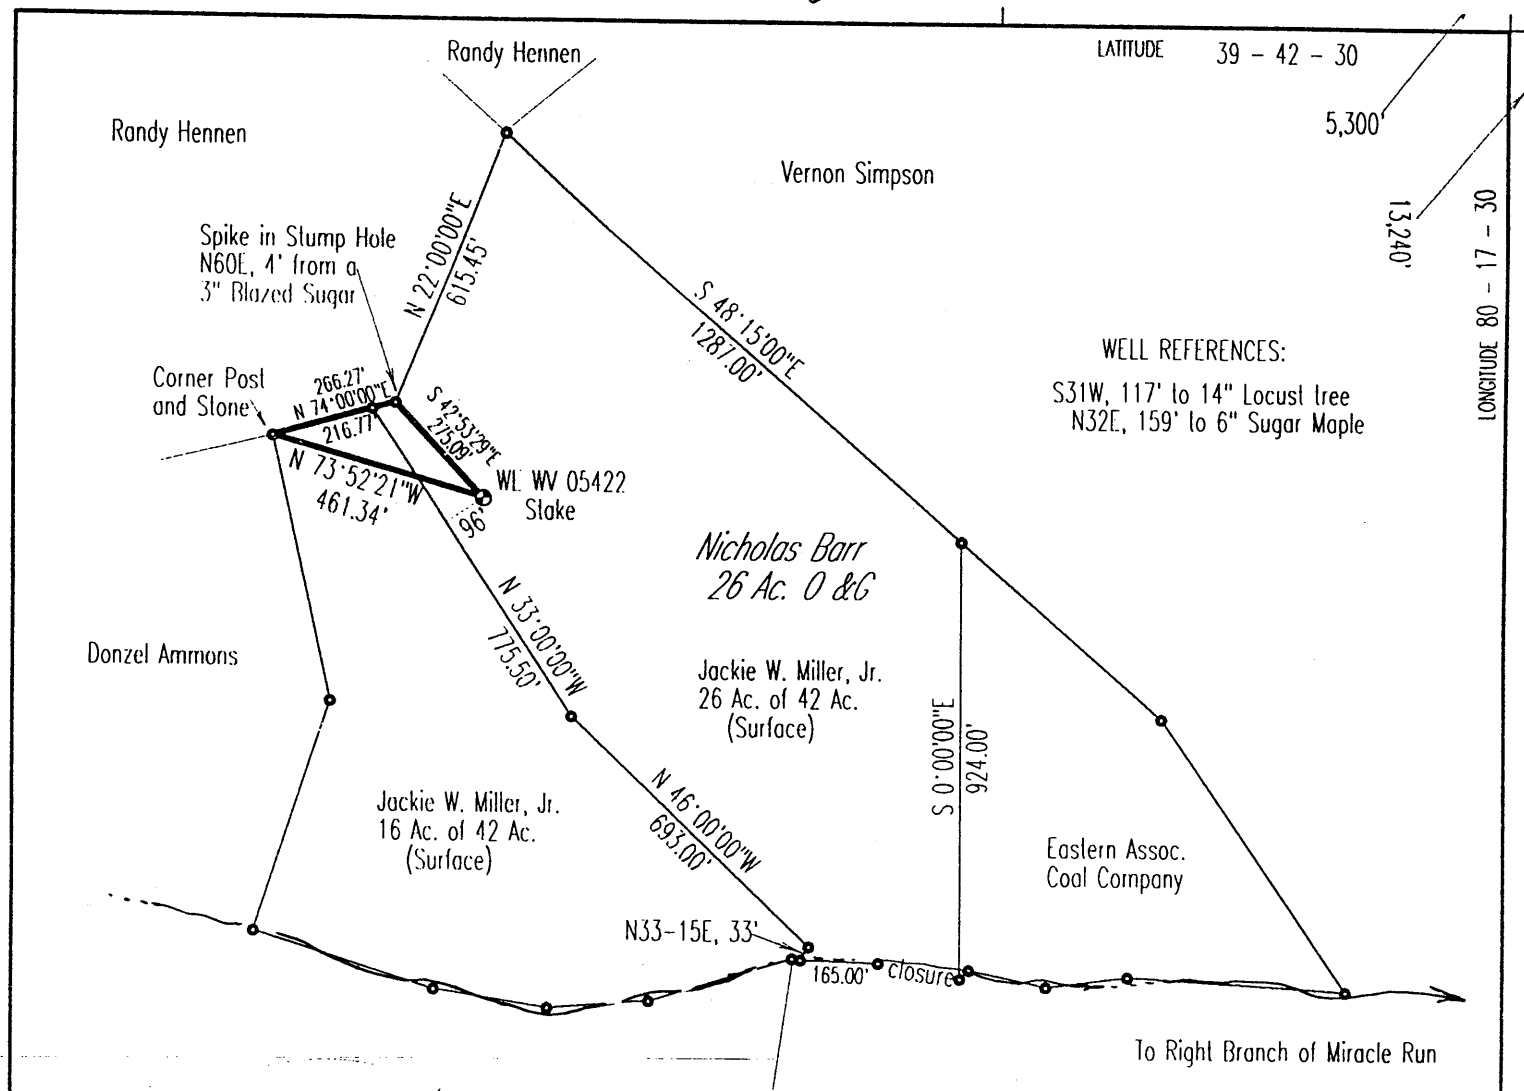 Randy Hennen
LATITUDE 39 - 42 - 30
5,300'
Randy Hennen
Vernon Simpson
13,240'
LONGITUDE 80 - 17 - 30
Spike in Stump Hole
N60E, 4' from a
3" Blazed Sugar
N 22°00'00"E
615.45'
S 48°15'00"E
1287.00'
WELL REFERENCES:
S31W, 117' to 14" Locust tree
N32E, 159' to 6" Sugar Maple
Corner Post
and Stone
266.27'
N 74°00'00"E
216.77'
S 42°53'29"E
275.09'
N 73°52'21"W
461.34'
WL WV 05422
Stake
96'
Nicholas Barr
26 Ac. O &G
N 33°00'00"W
775.50'
Donzel Ammons
Jackie W. Miller, Jr.
26 Ac. of 42 Ac.
(Surface)
S 0°00'00"E
924.00'
N 46°00'00"W
693.00'
Jackie W. Miller, Jr.
16 Ac. of 42 Ac.
(Surface)
Eastern Assoc.
Coal Company
N33-15E, 33'
165.00'
closure
To Right Branch of Miracle Run